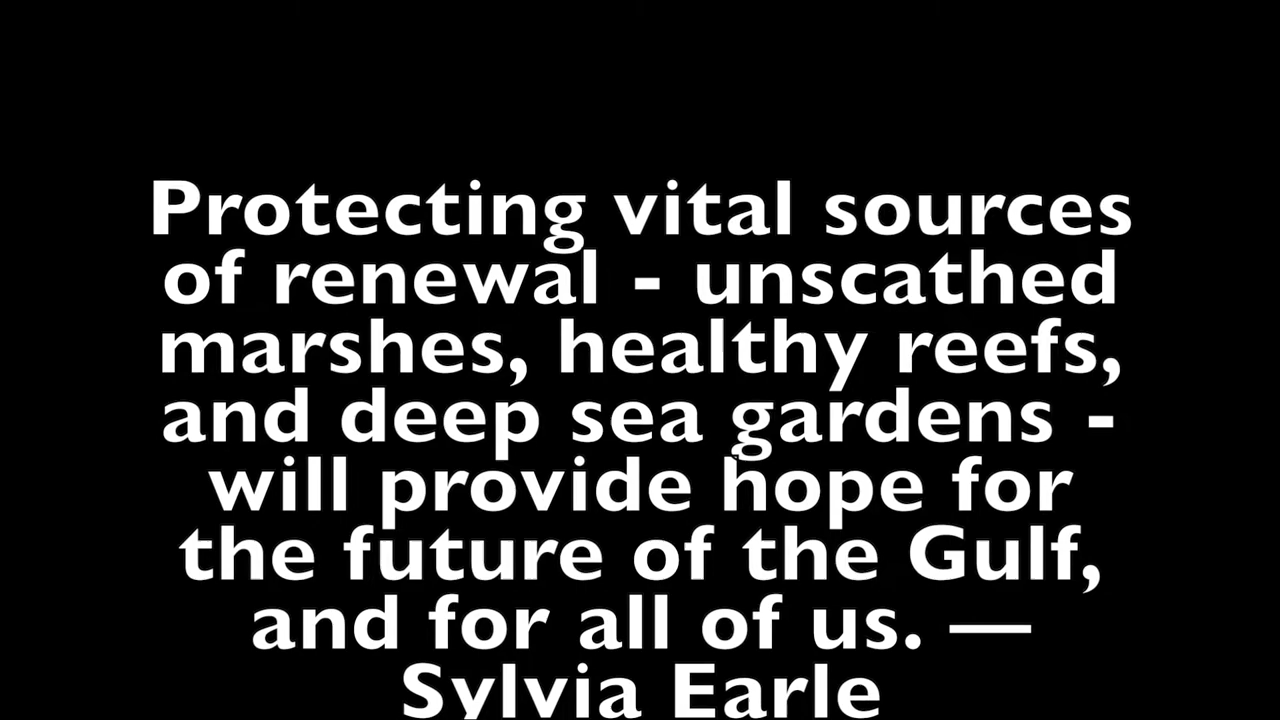 Protecting vital sources
of renewal - unscathed
marshes, healthy reefs,
and deep sea gardens -
will provide hope for
the future of the Gulf,
and for all of us. —
Sylvia Earle